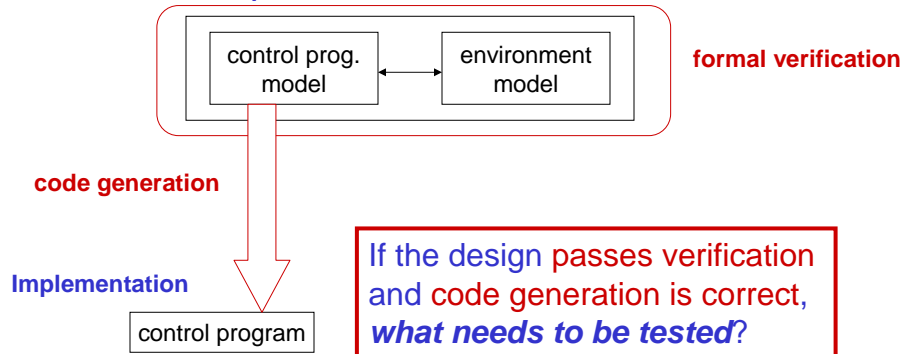 control prog.
model
environment
model
formal verification
code generation
Implementation
If the design passes verification
and code generation is correct,
what needs to be tested?
control program